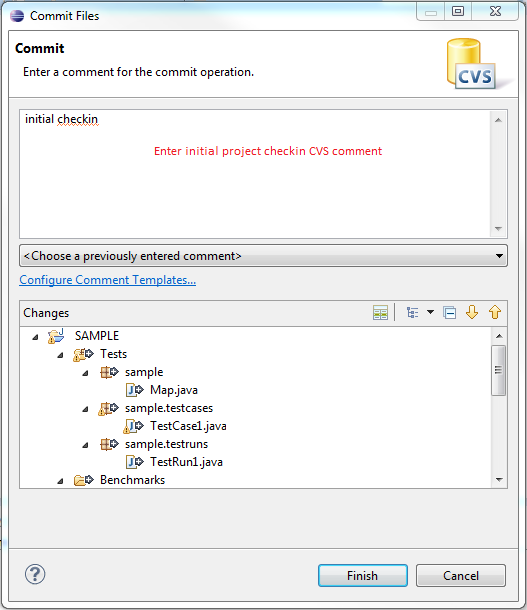 Commit Files
Commit
Enter a comment for the commit operation.
CVS
initial checkin
Enter initial project checkin CVS comment
<Choose a previously entered comment>
Configure Comment Templates...
Changes
SAMPLE
Tests
sample
Map.java
sample.testcases
TestCase1.java
sample.testruns
TestRun1.java
Benchmarks
Finish
Cancel